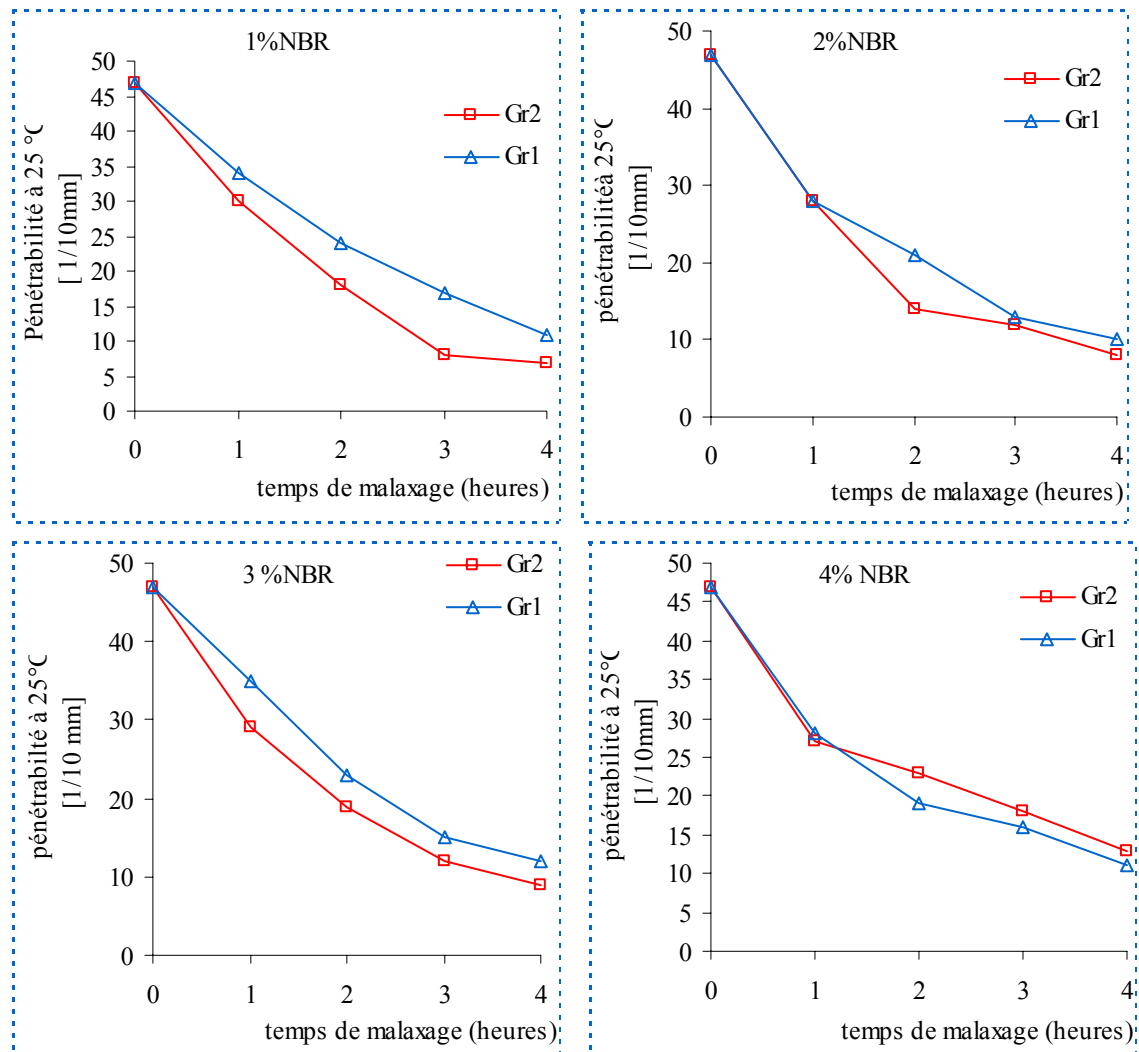 1%NBR
Pénétrabilité à 25 °C
[ 1/10mm]
50
45
40
35
30
25
20
15
10
5
0
Gr2
Gr1
0 1 2 3 4
temps de malaxage (heures)
2%NBR
pénétrabilitéà 25°C
[1/10mm]
50
40
30
20
10
0
Gr2
Gr1
0 1 2 3 4
temps de malaxage (heures)
3 %NBR
pénétrabilté à 25°C
[1/10 mm]
50
40
30
20
10
0
Gr2
Gr1
0 1 2 3 4
temps de malaxage (heures)
4% NBR
pénétrabilité à 25°C
[1/10mm]
50
45
40
35
30
25
20
15
10
5
0
Gr2
Gr1
0 1 2 3 4
temps de malaxage (heures)